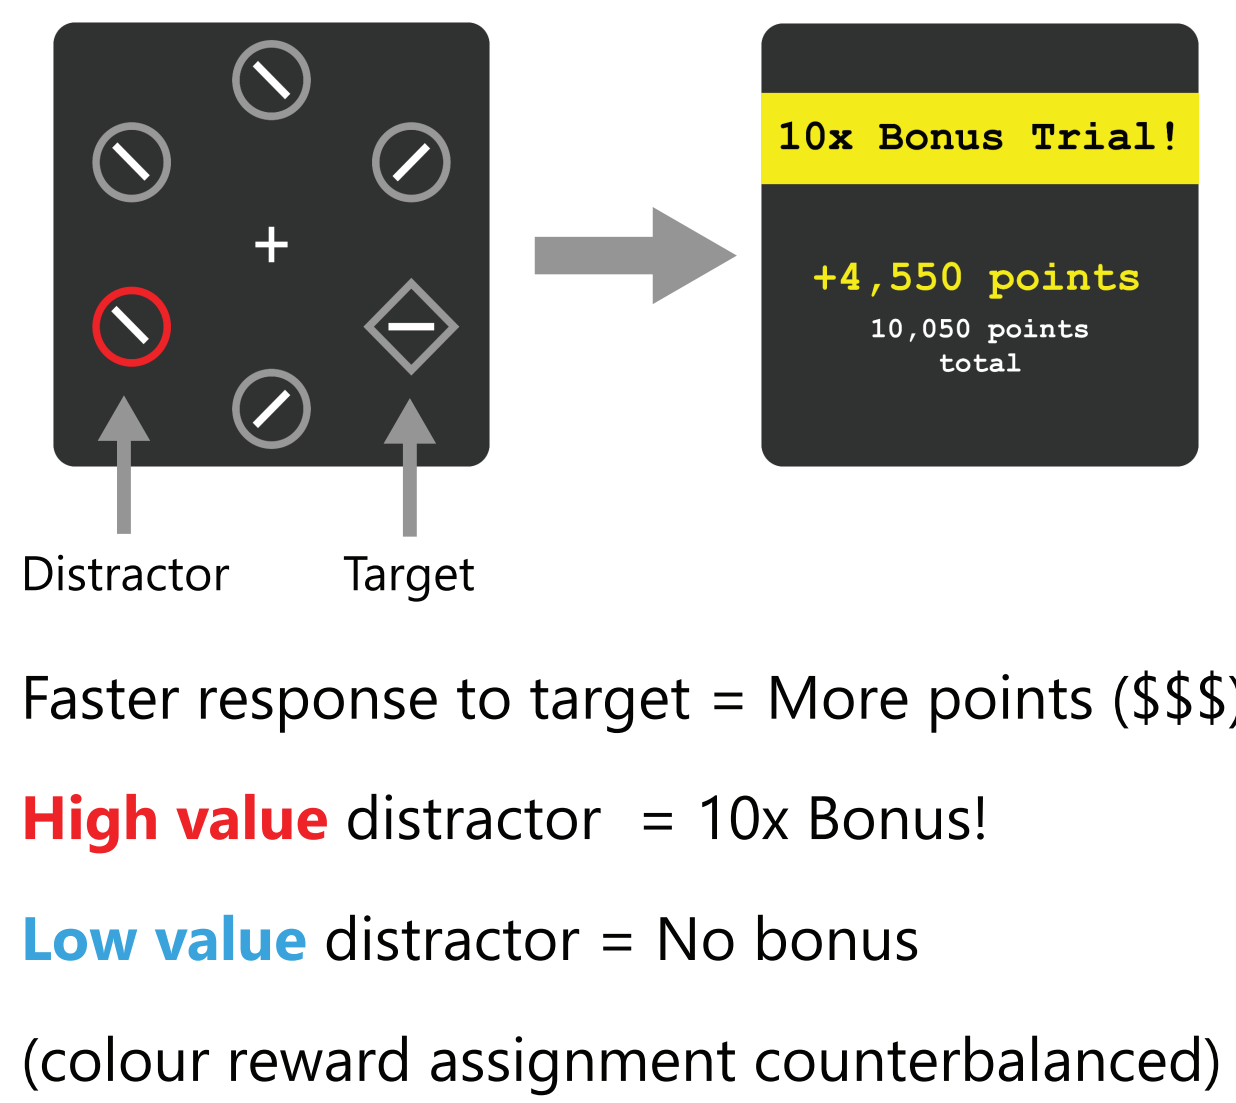 10x Bonus Trial!
+4,550 points
10,050 points
total
Distractor
Target
Faster response to target = More points ($$$)
High value distractor = 10x Bonus!
Low value distractor = No bonus
(colour reward assignment counterbalanced)